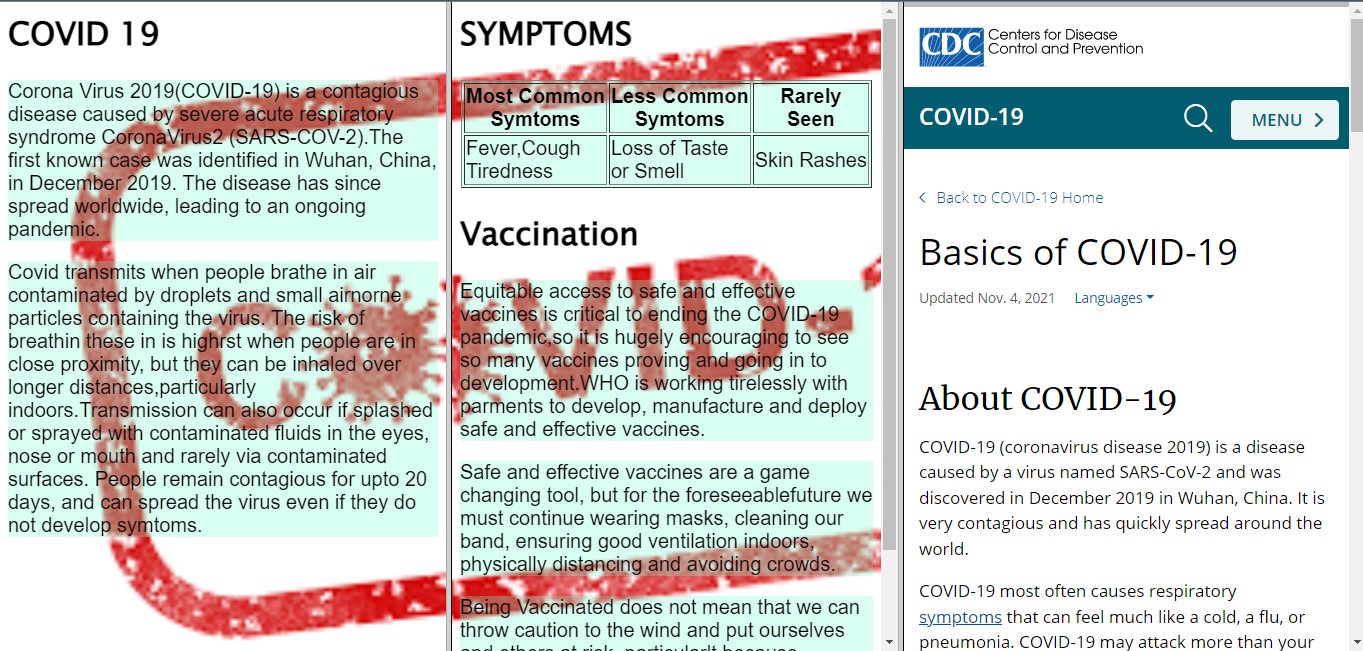 COVID 19
Corona Virus 2019(COVID-19) is a contagious
disease caused by severe acute respiratory
syndrome CoronaVirus2 (SARS-COV-2).The
first known case was identified in Wuhan, China,
in December 2019. The disease has since
spread worldwide, leading to an ongoing
pandemic.
Covid transmits when people brathe in air
contaminated by droplets and small airnorne
particles containing the virus. The risk of
breathin these in is highrst when people are in
close proximity, but they can be inhaled over
longer distances,particularly
indoors.Transmission can also occur if splashed
or sprayed with contaminated fluids in the eyes,
nose or mouth and rarely via contaminated
surfaces. People remain contagious for upto 20
days, and can spread the virus even if they do
not develop symtoms.
C
SYMPTOMS
Most Common Symtoms
Less Common Symtoms
Rarely Seen
Fever,Cough Tiredness
Loss of Taste or Smell
Skin Rashes
Vaccination
VID-
Equitable access to safe and effective
vaccines is critical to ending the COVID-19
pandemic,so it is hugely encouraging to see
so many vaccines proving and going in to
development.WHO is working tirelessly with
parments to develop, manufacture and deploy
safe and effective vaccines.
Safe and effective vaccines are a game
changing tool, but for the foreseeablefuture we
must continue wearing masks, cleaning our
band, ensuring good ventilation indoors,
physically distancing and avoiding crowds.
Being Vaccinated does not mean that we can
throw caution to the wind and put ourselves
and others at risk, particularlt because
CDC Centers for Disease
Control and Prevention
COVID-19
MENU
Back to COVID-19 Home
Basics of COVID-19
Updated Nov. 4, 2021 Languages
About COVID-19
COVID-19 (coronavirus disease 2019) is a disease
caused by a virus named SARS-CoV-2 and was
discovered in December 2019 in Wuhan, China. It is
very contagious and has quickly spread around the
world.
COVID-19 most often causes respiratory
symptoms that can feel much like a cold, a flu, or
pneumonia. COVID-19 may attack more than your